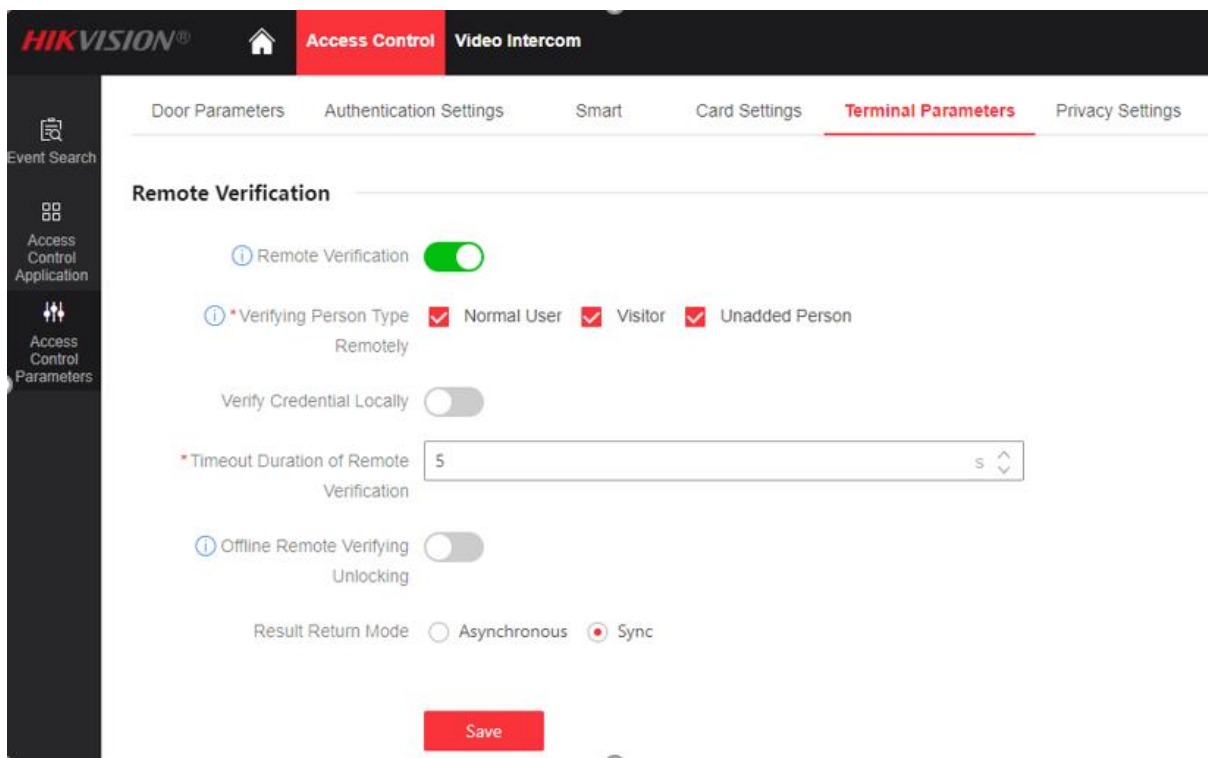 HIKVISION®
Access Control
Video Intercom
Door Parameters
Authentication Settings
Smart
Card Settings
Terminal Parameters
Privacy Settings
Event Search
Access
Control
Application
Access
Control
Parameters
Remote Verification
Remote Verification
*Verifying Person Type
Remotely
Normal User
Visitor
Unadded Person
Verify Credential Locally
*Timeout Duration of Remote
Verification
5
s
Offline Remote Verifying
Unlocking
Result Return Mode
Asynchronous
Sync
Save